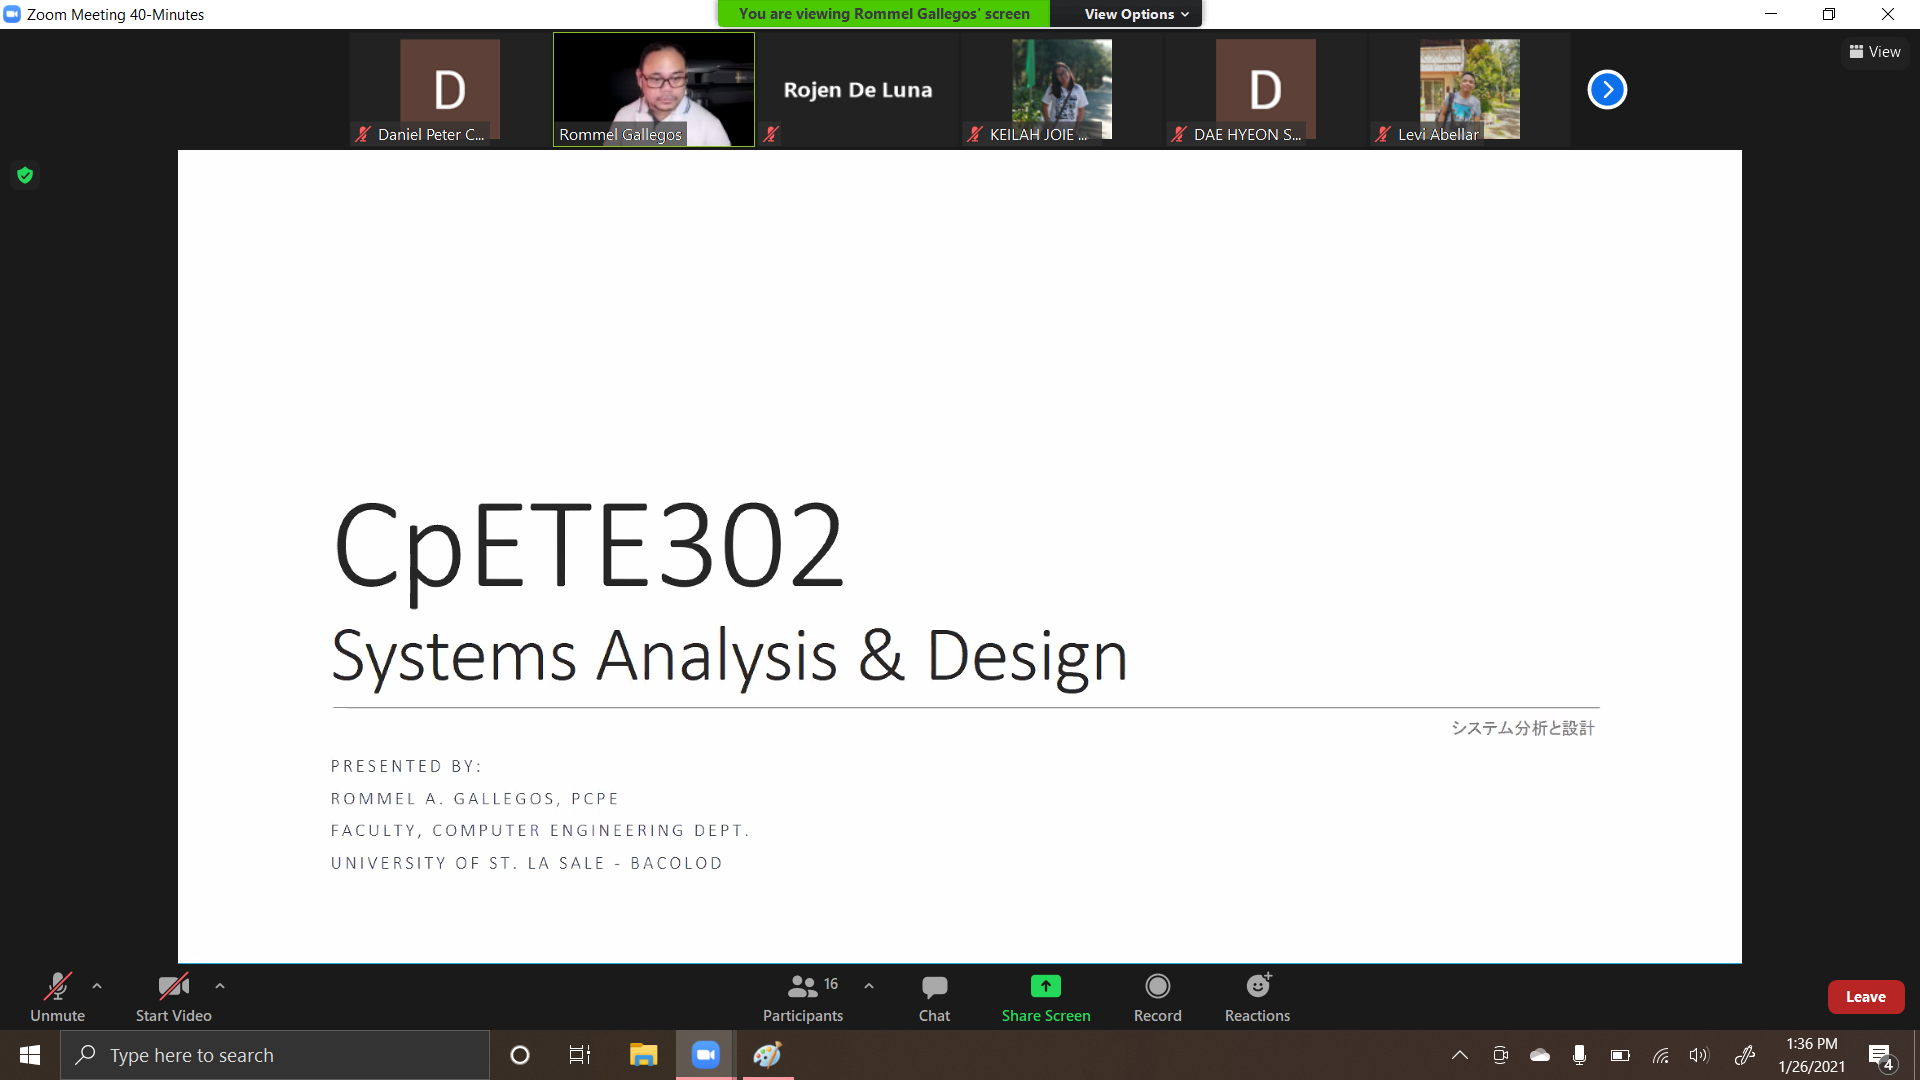 Zoom Meeting 40-Minutes
You are viewing Rommel Gallegos' screen
View Options
View
D
Daniel Peter C...
Rommel Gallegos
Rojen De Luna
KEILAH JOIE ...
D
DAE HYEON S...
Levi Abellar
CpETE302
Systems Analysis & Design
システム分析と設計
PRESENTED BY:
ROMMEL A. GALLEGOS, PCPE
FACULTY, COMPUTER ENGINEERING DEPT.
UNIVERSITY OF ST. LA SALE - BACOLOD
Unmute
Start Video
16
Participants
Chat
Share Screen
Record
Reactions
Leave
Type here to search
1:36 PM
1/26/2021
4